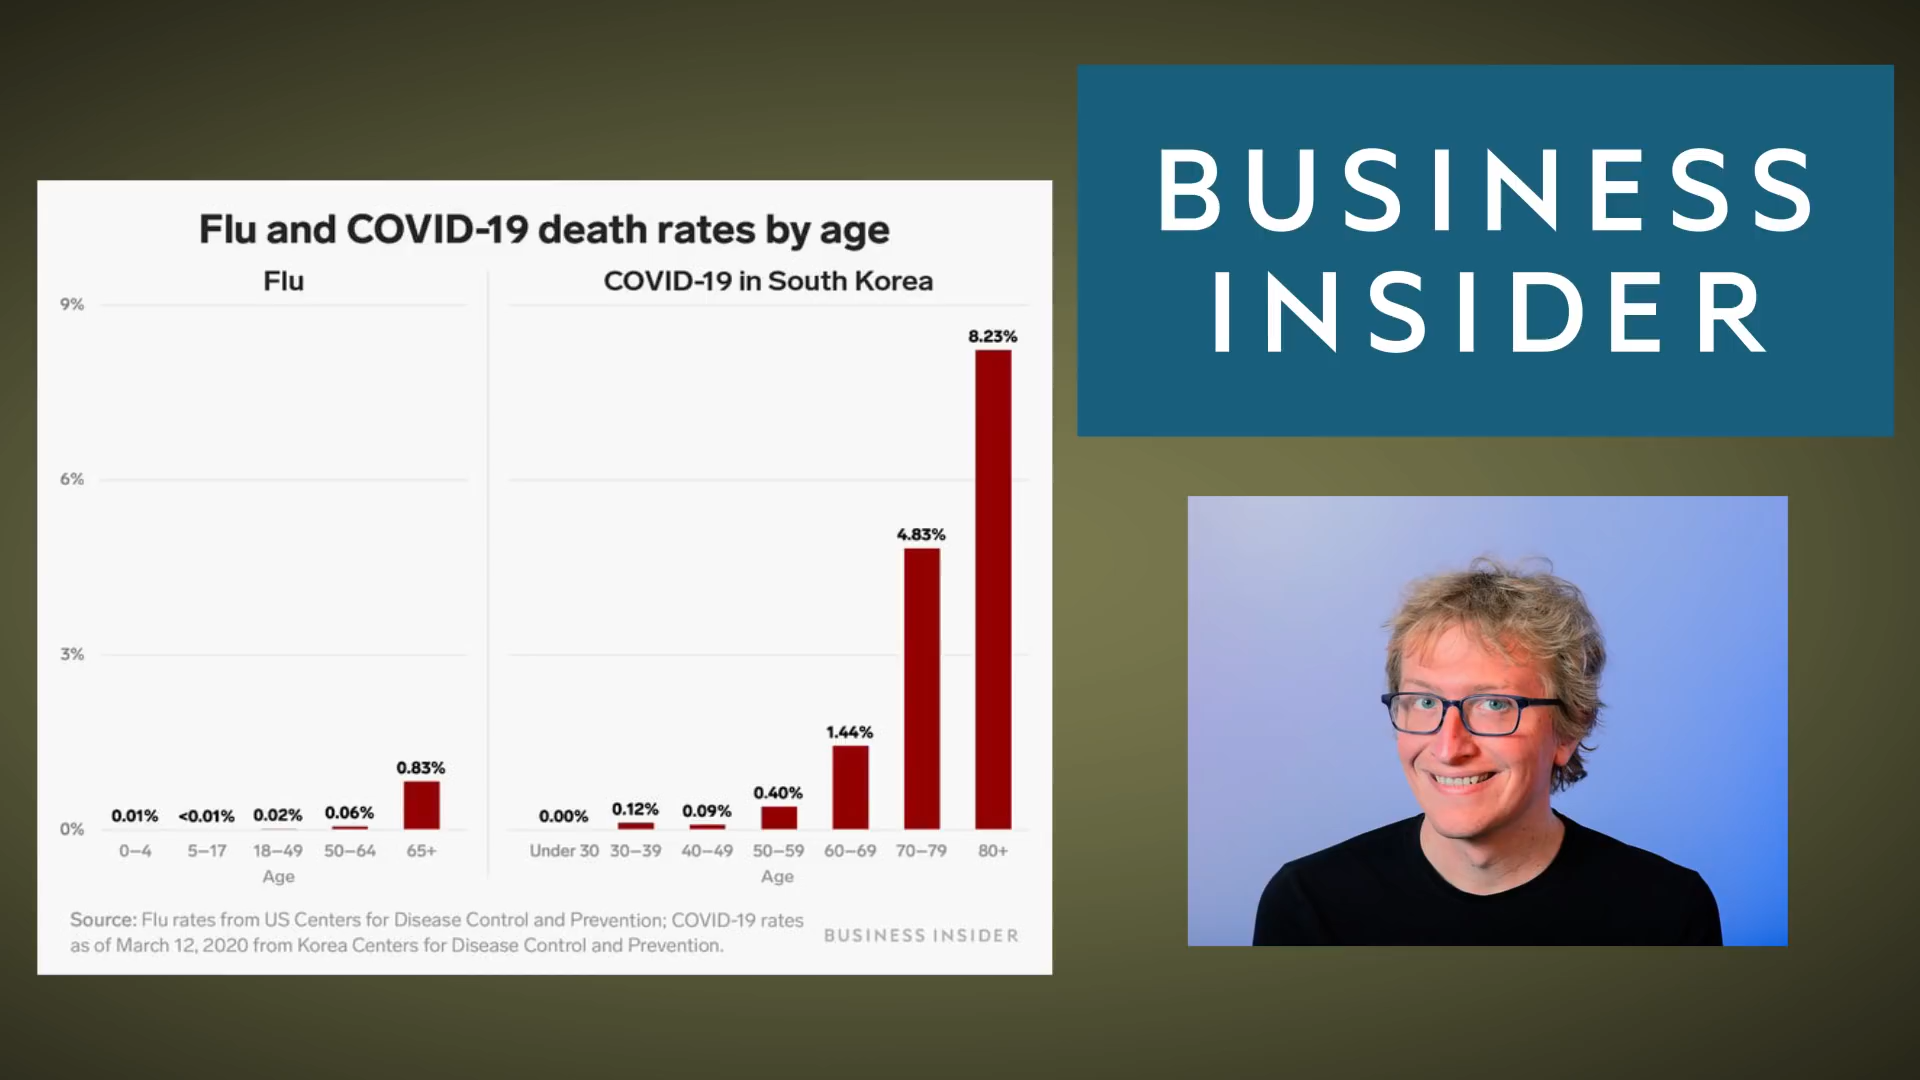 Flu and COVID-19 death rates by age
Flu
COVID-19 in South Korea
9%
6%
3%
0%
0.01% <0.01% 0.02% 0.06% 0.83%
0–4 5–17 18–49 50–64 65+
Age
0.00% 0.12% 0.09% 0.40% 1.44% 4.83% 8.23%
Under 30 30–39 40–49 50–59 60–69 70–79 80+
Age
Source: Flu rates from US Centers for Disease Control and Prevention; COVID-19 rates
as of March 12, 2020 from Korea Centers for Disease Control and Prevention.
BUSINESS INSIDER
BUSINESS
INSIDER